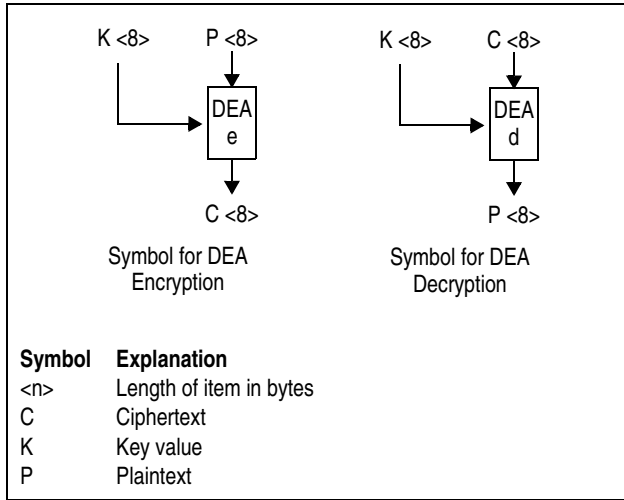 K <8> P <8> K <8> C <8>
DEA DEA
e d
C <8> P <8>
Symbol for DEA Symbol for DEA
Encryption Decryption
Symbol Explanation
<n> Length of item in bytes
C Ciphertext
K Key value
P Plaintext